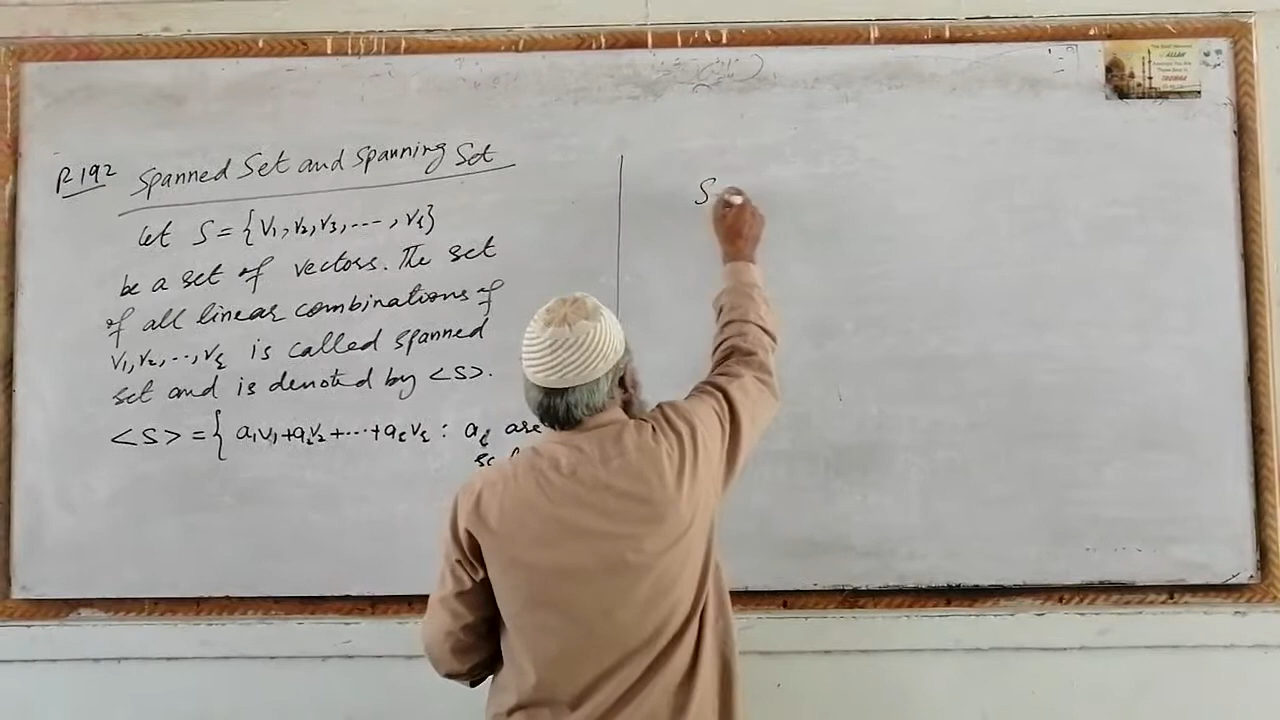 P 192 Spanned Set and Spanning Set
Let S = {v₁, v₂, v₃, ...., vₖ}
be a set of vectors. The set
of all linear combinations of
v₁, v₂, .., vₖ is called spanned
set and is denoted by <S>.
<S> = { a₁v₁+a₂v₂+...+aₖvₖ : aᵢ are
S
ALLAH